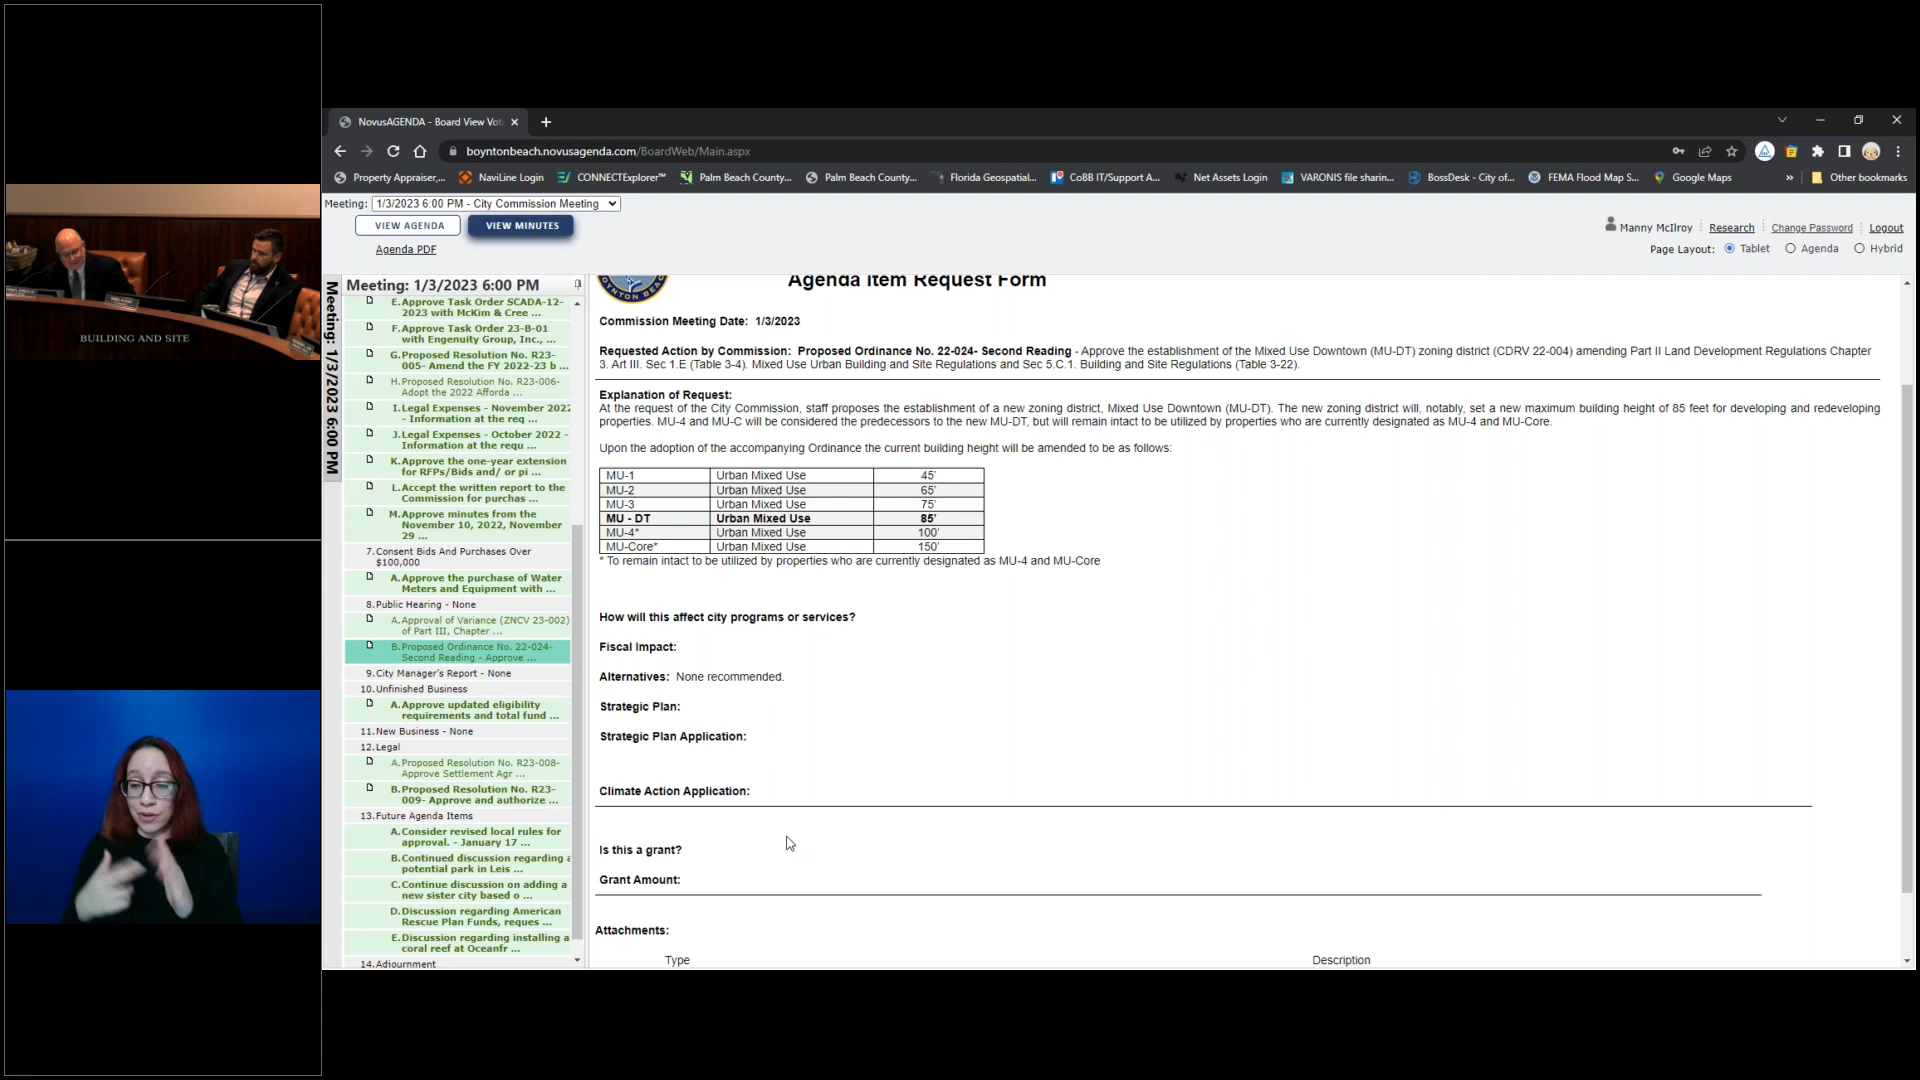 BUILDING AND SITE
NovusAGENDA - Board View Vot
boyntonbeach.novusagenda.com/BoardWeb/Main.aspx
Property Appraiser,... NaviLine Login CONNECTExplorer™ Palm Beach County... Palm Beach County... Florida Geospatial... CoBB IT/Support A... Net Assets Login VARONIS file sharin... BossDesk - City of... FEMA Flood Map S... Google Maps » Other bookmarks
Meeting: 1/3/2023 6:00 PM - City Commission Meeting
VIEW AGENDA VIEW MINUTES
Agenda PDF
Manny McIlroy Research Change Password Logout
Page Layout: Tablet Agenda Hybrid
Meeting: 1/3/2023 6:00 PM
Meeting: 1/3/2023 6:00 PM
E.Approve Task Order SCADA-12-
2023 with McKim & Cree ...
F.Approve Task Order 23-B-01
with Engenuity Group, Inc., ...
G.Proposed Resolution No. R23-
005- Amend the FY 2022-23 b ...
H.Proposed Resolution No. R23-006-
Adopt the 2022 Afforda ...
I.Legal Expenses - November 2022
- Information at the req ...
J.Legal Expenses - October 2022 -
Information at the requ ...
K.Approve the one-year extension
for RFPs/Bids and/ or pi ...
L.Accept the written report to the
Commission for purchas ...
M.Approve minutes from the
November 10, 2022, November
29 ...
7.Consent Bids And Purchases Over
$100,000
A.Approve the purchase of Water
Meters and Equipment with ...
8.Public Hearing - None
A.Approval of Variance (ZNCV 23-002)
of Part III, Chapter ...
B.Proposed Ordinance No. 22-024-
Second Reading - Approve ...
9.City Manager's Report - None
10.Unfinished Business
A.Approve updated eligibility
requirements and total fund ...
11.New Business - None
12.Legal
A.Proposed Resolution No. R23-008-
Approve Settlement Agr ...
B.Proposed Resolution No. R23-
009- Approve and authorize ...
13.Future Agenda Items
A.Consider revised local rules for
approval. - January 17 ...
B.Continued discussion regarding a
potential park in Leis ...
C.Continue discussion on adding a
new sister city based o ...
D.Discussion regarding American
Rescue Plan Funds, reques ...
E.Discussion regarding installing a
coral reef at Oceanfr ...
14.Adjournment
Agenda Item Request Form
Commission Meeting Date: 1/3/2023
Requested Action by Commission: Proposed Ordinance No. 22-024- Second Reading - Approve the establishment of the Mixed Use Downtown (MU-DT) zoning district (CDRV 22-004) amending Part II Land Development Regulations Chapter
3. Art III. Sec 1.E (Table 3-4). Mixed Use Urban Building and Site Regulations and Sec 5.C.1. Building and Site Regulations (Table 3-22).
Explanation of Request:
At the request of the City Commission, staff proposes the establishment of a new zoning district, Mixed Use Downtown (MU-DT). The new zoning district will, notably, set a new maximum building height of 85 feet for developing and redeveloping
properties. MU-4 and MU-C will be considered the predecessors to the new MU-DT, but will remain intact to be utilized by properties who are currently designated as MU-4 and MU-Core.
Upon the adoption of the accompanying Ordinance the current building height will be amended to be as follows:
MU-1 Urban Mixed Use 45'
MU-2 Urban Mixed Use 65'
MU-3 Urban Mixed Use 75'
MU - DT Urban Mixed Use 85'
MU-4* Urban Mixed Use 100'
MU-Core* Urban Mixed Use 150'
* To remain intact to be utilized by properties who are currently designated as MU-4 and MU-Core
How will this affect city programs or services?
Fiscal Impact:
Alternatives: None recommended.
Strategic Plan:
Strategic Plan Application:
Climate Action Application:
Is this a grant?
Grant Amount:
Attachments:
Type Description